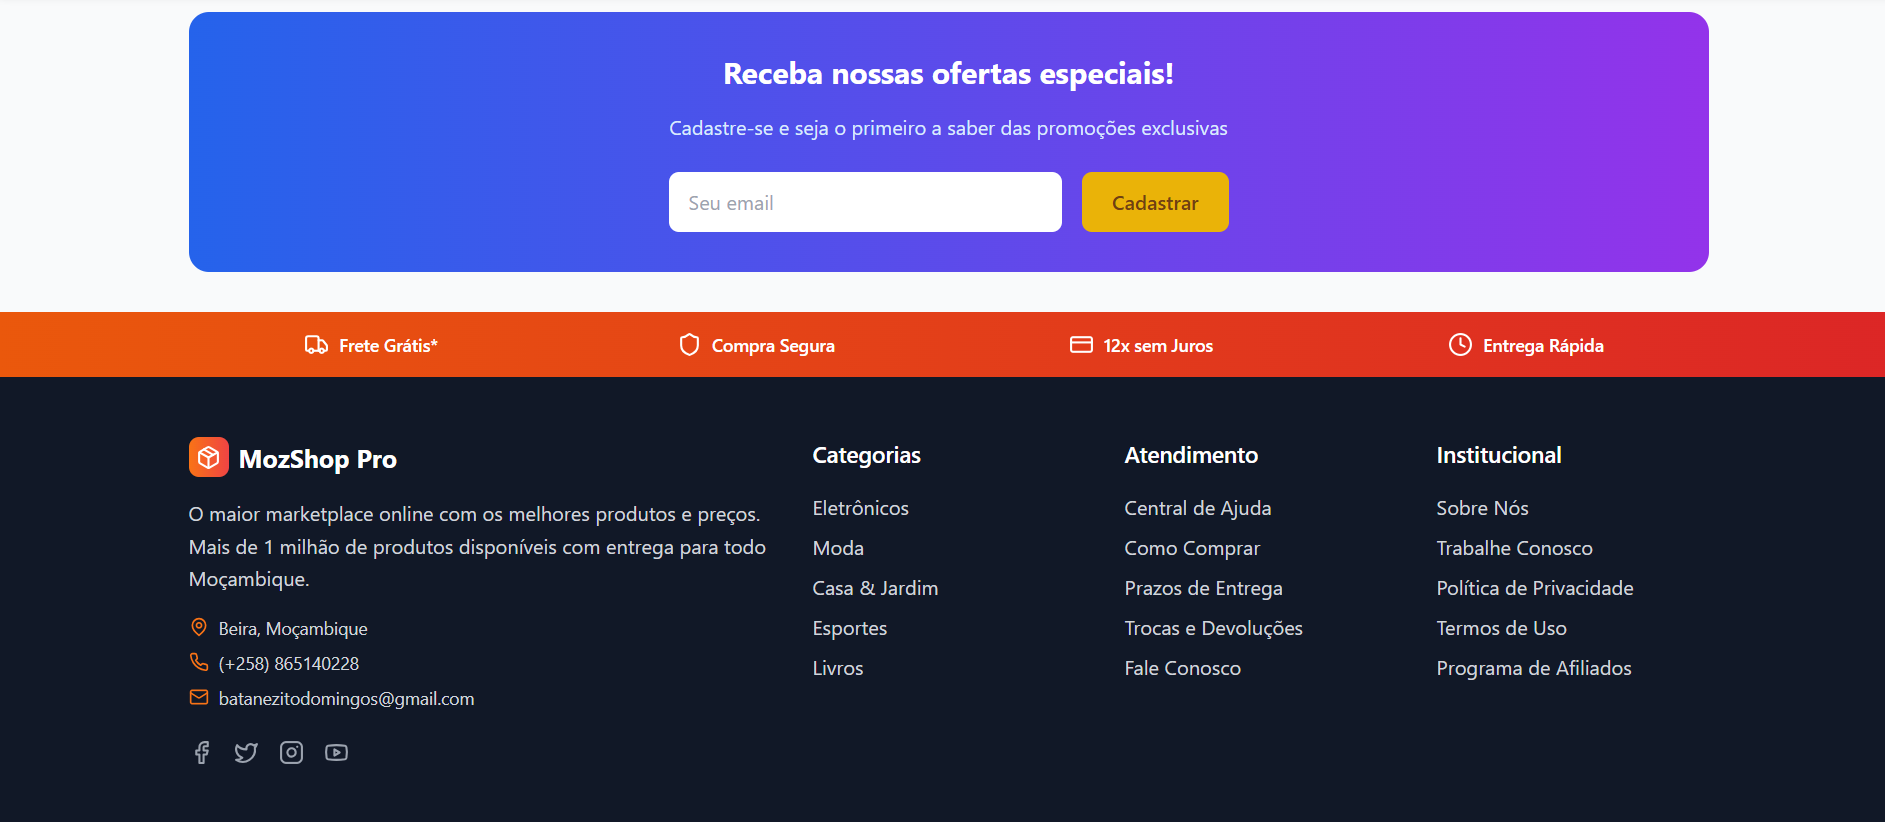 Receba nossas ofertas especiais!
Cadastre-se e seja o primeiro a saber das promoções exclusivas
Seu email
Cadastrar
Frete Grátis*
Compra Segura
12x sem Juros
Entrega Rápida
MozShop Pro
O maior marketplace online com os melhores produtos e preços.
Mais de 1 milhão de produtos disponíveis com entrega para todo
Moçambique.
Beira, Moçambique
(+258) 865140228
batanezitodomingos@gmail.com
Categorias
Eletrônicos
Moda
Casa & Jardim
Esportes
Livros
Atendimento
Central de Ajuda
Como Comprar
Prazos de Entrega
Trocas e Devoluções
Fale Conosco
Institucional
Sobre Nós
Trabalhe Conosco
Política de Privacidade
Termos de Uso
Programa de Afiliados